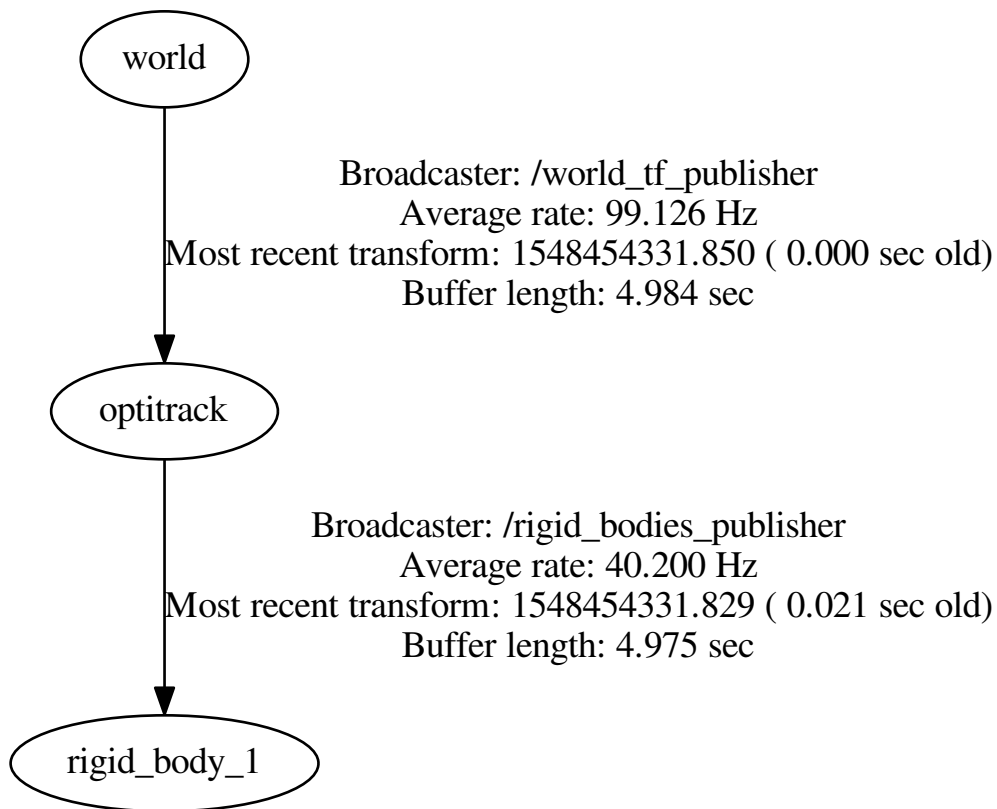 world
Broadcaster: /world_tf_publisher
Average rate: 99.126 Hz
Most recent transform: 1548454331.850 ( 0.000 sec old)
Buffer length: 4.984 sec
optitrack
Broadcaster: /rigid_bodies_publisher
Average rate: 40.200 Hz
Most recent transform: 1548454331.829 ( 0.021 sec old)
Buffer length: 4.975 sec
rigid_body_1